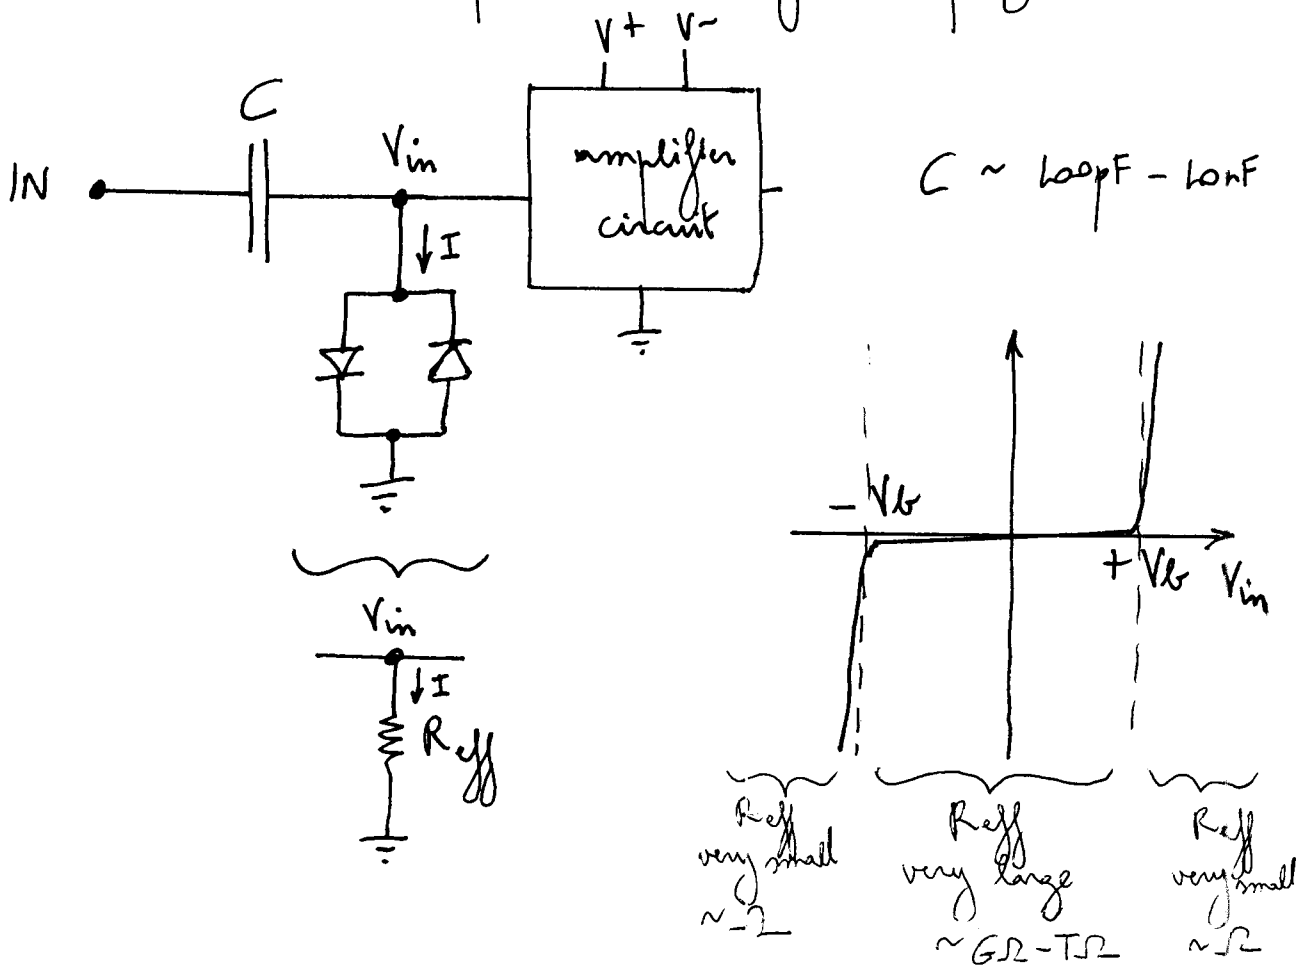 V+ V-
C
IN
Vin
amplifier
circuit
C ~ 100pF - 10nF
I
- Vb
+ Vb
Vin
Vin
I
Reff
Reff
very small
~ Ω
Reff
very large
~ GΩ - TΩ
Reff
very small
~ Ω